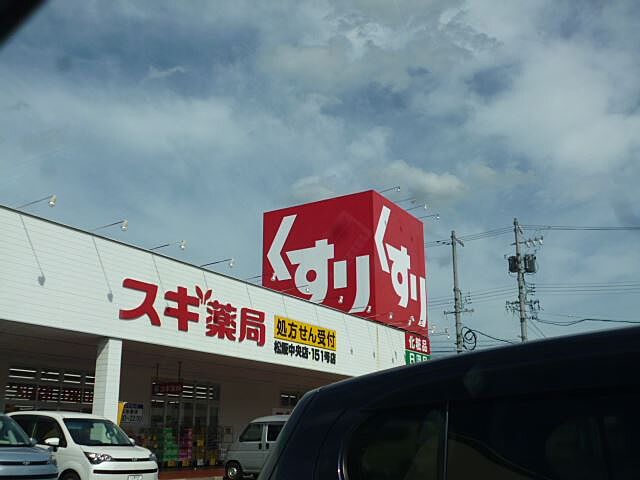 くすり
くすり
スギ薬局
処方せん受付
松阪中央店・151号店
化粧品